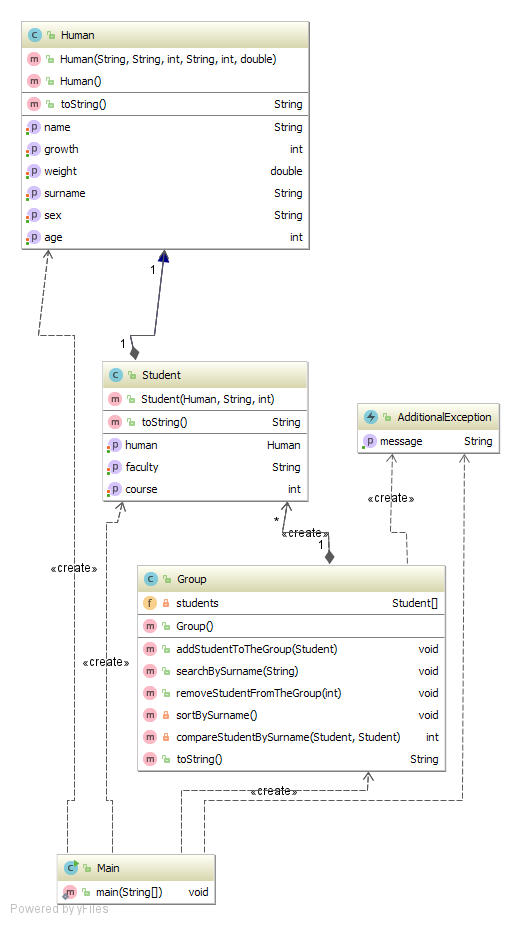 Human
Human(String, String, int, String, int, double)
Human()
toString() String
name String
growth int
weight double
surname String
sex String
age int
1
1
Student
Student(Human, String, int)
toString() String
human Human
faculty String
course int
AdditionalException
message String
«create»
*
«create»
1
Group
students Student[]
Group()
addStudentToTheGroup(Student) void
searchBySurname(String) void
removeStudentFromTheGroup(int) void
sortBySurname() void
compareStudentBySurname(Student, Student) int
toString() String
«create»
«create»
«create»
Main
main(String[]) void
Powered by yFiles